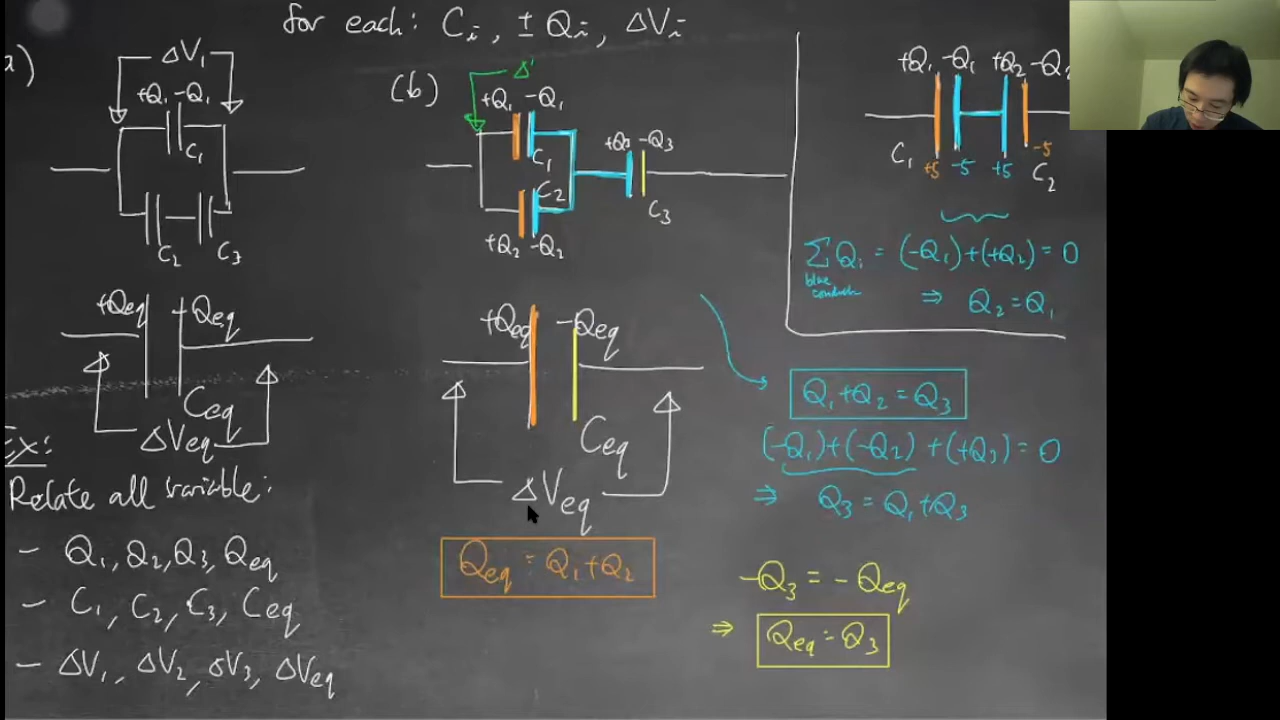 for each: Cᵢ, ±Qᵢ, ΔVᵢ
a)
ΔV₁
+Q₁ -Q₁
C₁
C₂ C₃
+Qeq -Qeq
Ceq
ΔVeq
Ex:
Relate all variable:
- Q₁, Q₂, Q₃, Qeq
- C₁, C₂, C₃, Ceq
- ΔV₁, ΔV₂, ΔV₃, ΔVeq
(b)
+Q₁ -Q₁
C₁
C₂
+Q₂ -Q₂
+Q₃ -Q₃
C₃
+Qeq -Qeq
Ceq
ΔVeq
Qeq = Q₁+Q₂
+Q₁ -Q₁ +Q₂ -Q₂
C₁ +5 -5 +5 -5 C₂
ΣQᵢ = (-Q₁)+(+Q₂) = 0
blue
⇒ Q₂ = Q₁
Q₁+Q₂ = Q₃
(-Q₁)+(-Q₂)+(+Q₃) = 0
⇒ Q₃ = Q₁+Q₃
-Q₃ = -Qeq
⇒ Qeq = Q₃